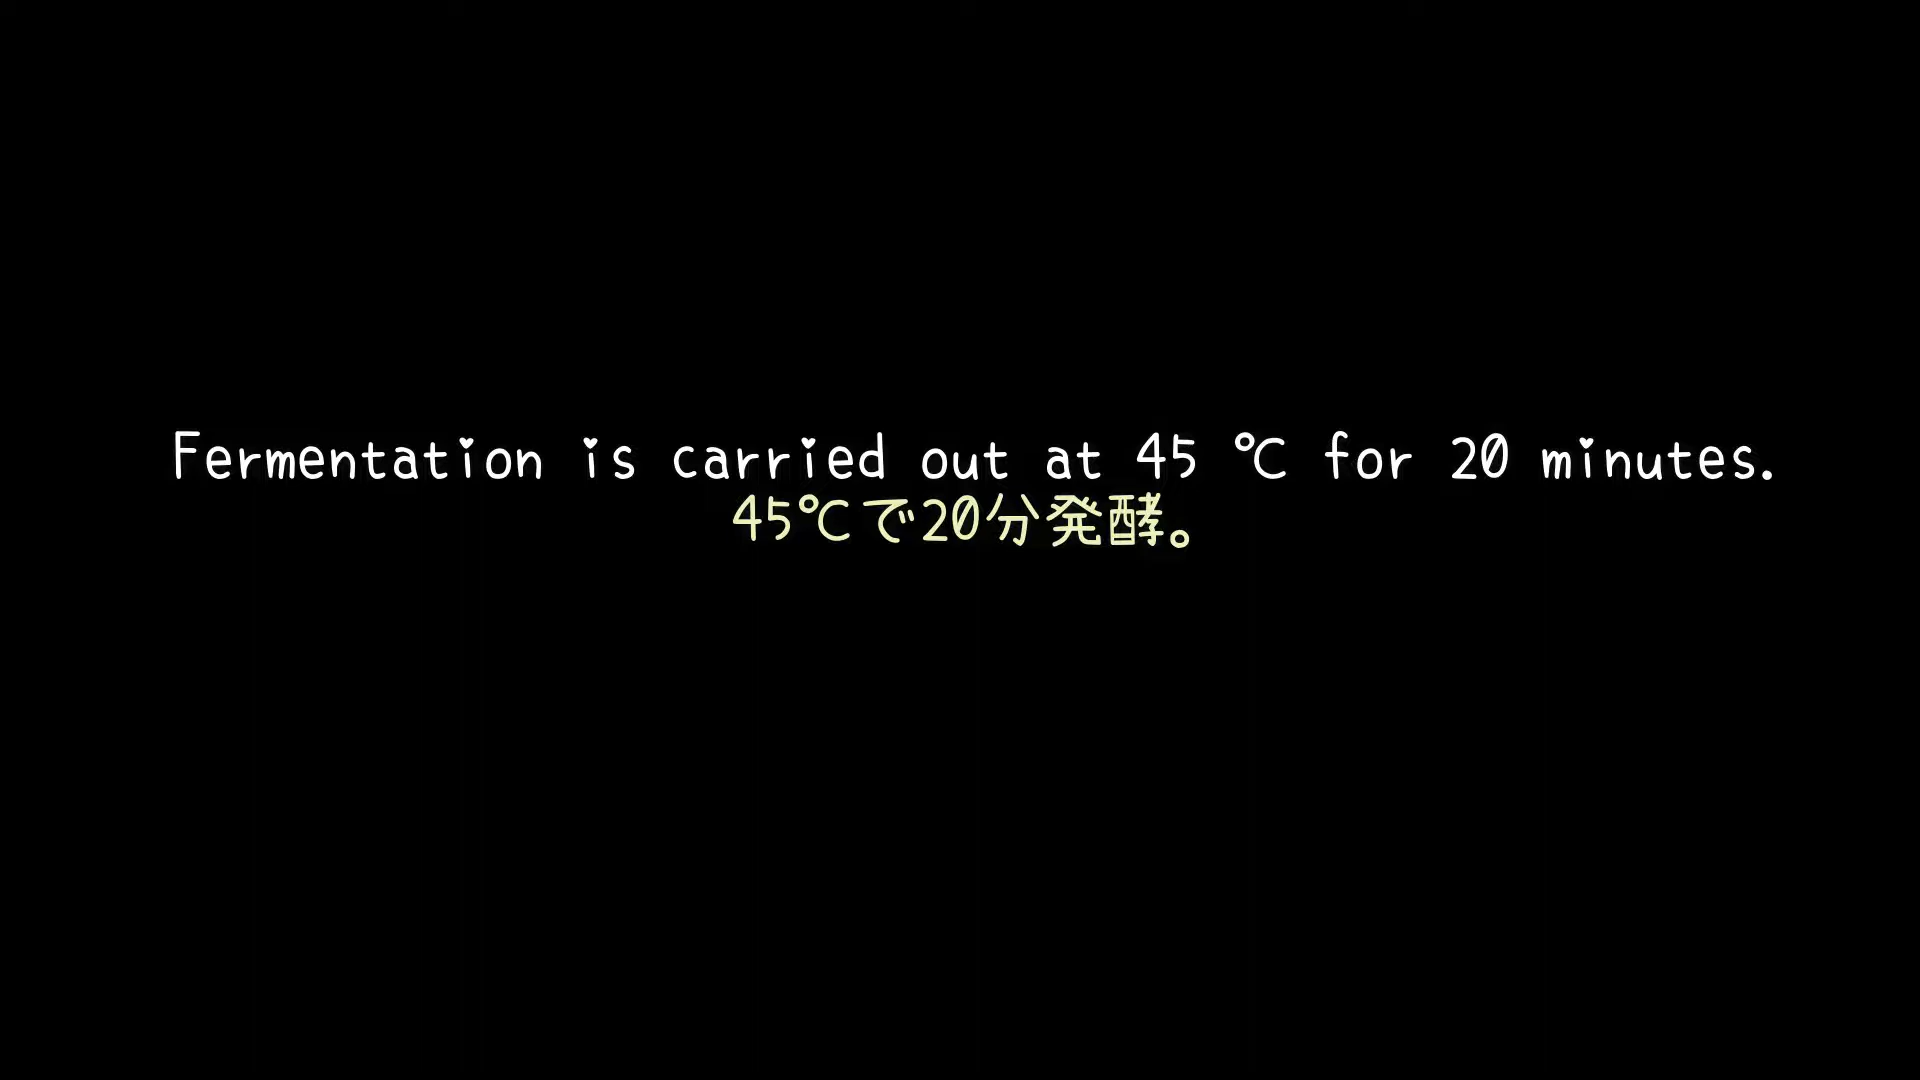 Fermentation is carried out at 45 ℃ for 20 minutes.
45℃で20分発酵。